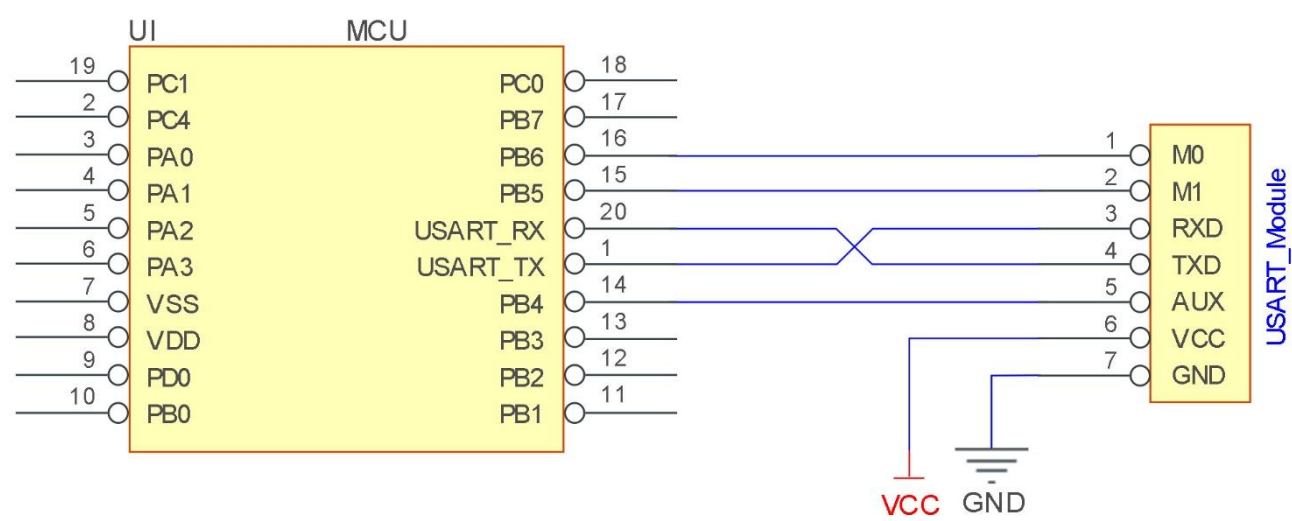 UI MCU
19 PC1 PC0 18
2 PC4 PB7 17
3 PA0 PB6 16 1 M0
4 PA1 PB5 15 2 M1
5 PA2 USART_RX 20 3 RXD
6 PA3 USART_TX 1 4 TXD
7 VSS PB4 14 5 AUX
8 VDD PB3 13 6 VCC
9 PD0 PB2 12 7 GND
10 PB0 PB1 11
USART_Module
VCC GND